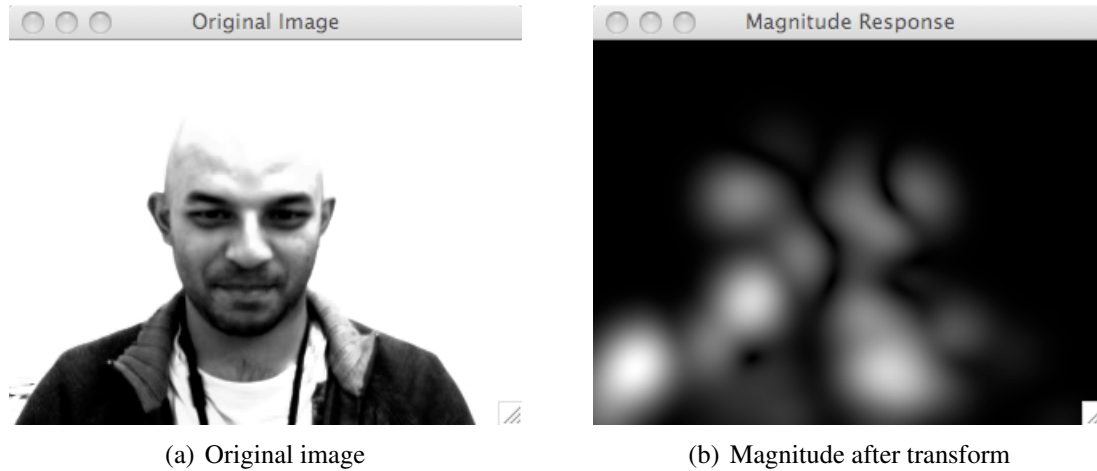 Original Image
Magnitude Response
(a) Original image
(b) Magnitude after transform